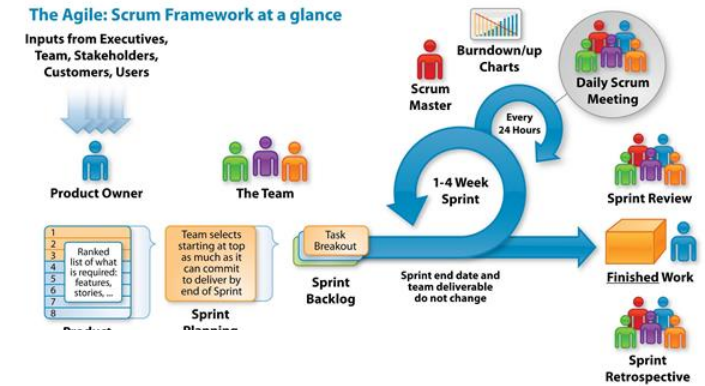 The Agile: Scrum Framework at a glance
Inputs from Executives,
Team, Stakeholders,
Customers, Users
Product Owner
The Team
Scrum
Master
Burndown/up
Charts
Daily Scrum
Meeting
Every
24 Hours
1-4 Week
Sprint
Sprint Review
1
2
3
4
5
6
7
8
Ranked
list of what
is required:
features,
stories, ...
Team selects
starting at top
as much as it
can commit
to deliver by
end of Sprint
Sprint
Task
Breakout
Sprint
Backlog
Sprint end date and
team deliverable
do not change
Finished Work
Sprint
Retrospective